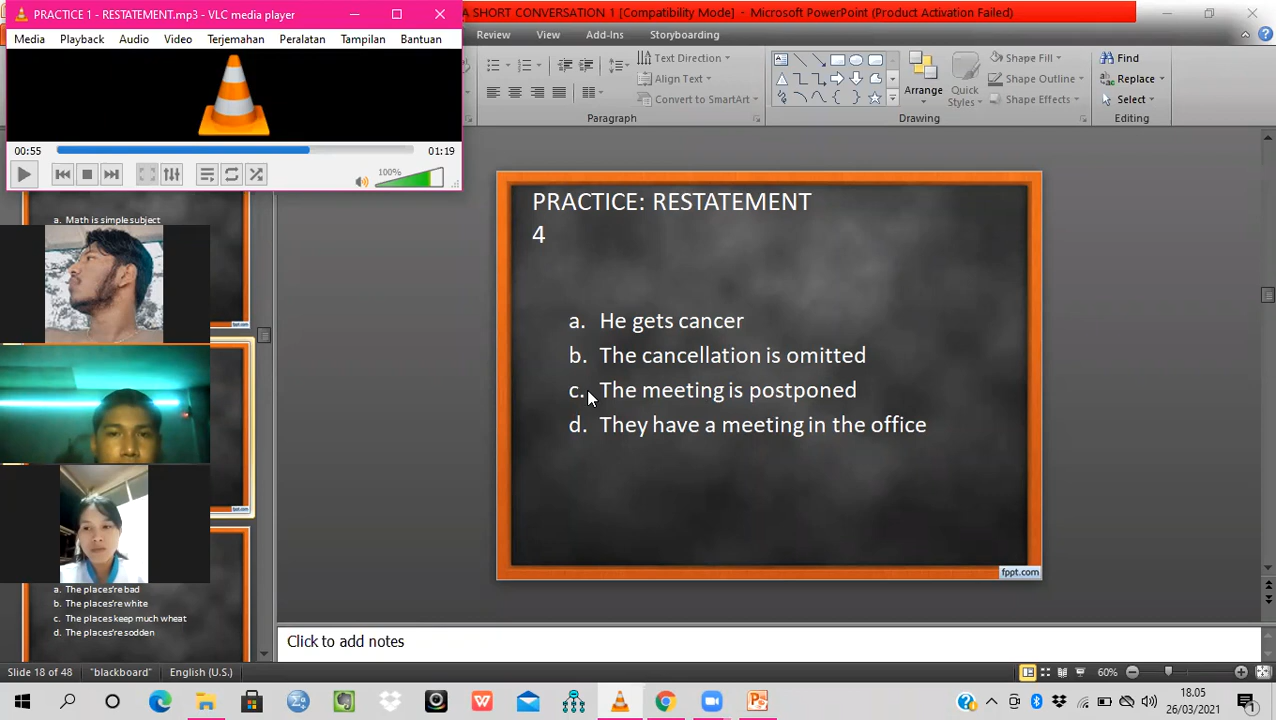 PRACTICE 1 - RESTATEMENT.mp3 - VLC media player
A SHORT CONVERSATION 1 [Compatibility Mode] - Microsoft PowerPoint (Product Activation Failed)
Media Playback Audio Video Terjemahan Peralatan Tampilan Bantuan
Review View Add-Ins Storyboarding
Text Direction
Align Text
Convert to SmartArt
Paragraph
Arrange
Quick Styles
Shape Fill
Shape Outline
Shape Effects
Drawing
Find
Replace
Select
Editing
00:55 01:19
100%
a. Math is simple subject
fppt.com
fppt.com
a. The places're bad
b. The places're white
c. The places keep much wheat
d. The places're sodden
PRACTICE: RESTATEMENT
4
a. He gets cancer
b. The cancellation is omitted
c. The meeting is postponed
d. They have a meeting in the office
fppt.com
Click to add notes
Slide 18 of 48 "blackboard" English (U.S.) 60%
18.05
26/03/2021
1